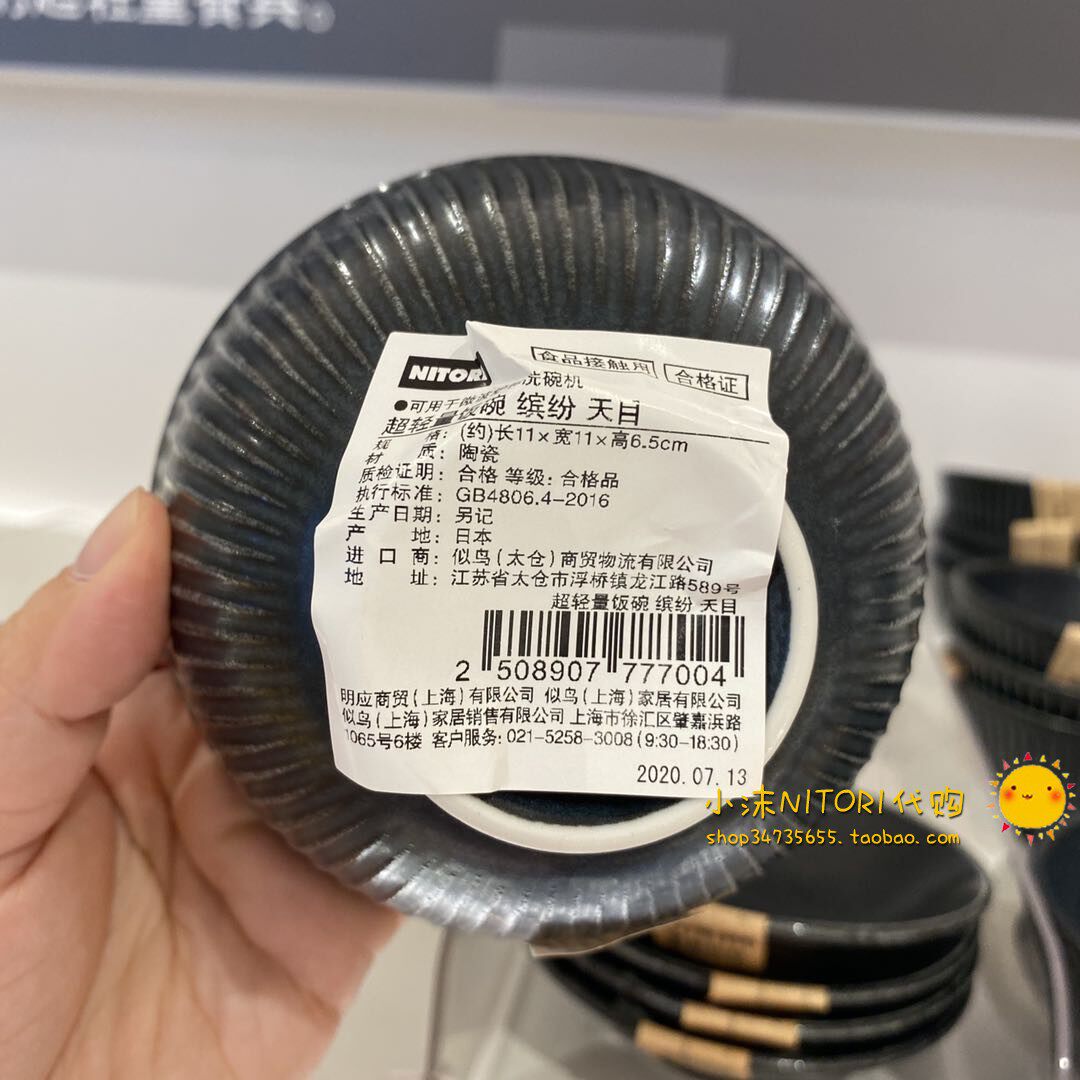 食品接触用
合格证
NITORI
●可用于 洗碗机
超轻量饭碗 缤纷 天目
规 格：(约)长11×宽11×高6.5cm
材 质：陶瓷
质检证明：合格 等级：合格品
执行标准：GB4806.4-2016
生产日期：另记
产 地：日本
进 口 商：似鸟(太仓)商贸物流有限公司
地 址：江苏省太仓市浮桥镇龙江路589号
超轻量饭碗 缤纷 天目
2 508907 777004
明应商贸(上海)有限公司 似鸟(上海)家居有限公司
似鸟(上海)家居销售有限公司 上海市徐汇区肇嘉浜路
1065号6楼 客户服务：021-5258-3008(9:30-18:30)
2020.07.13
小沫NITORI代购
shop34735655.taobao.com